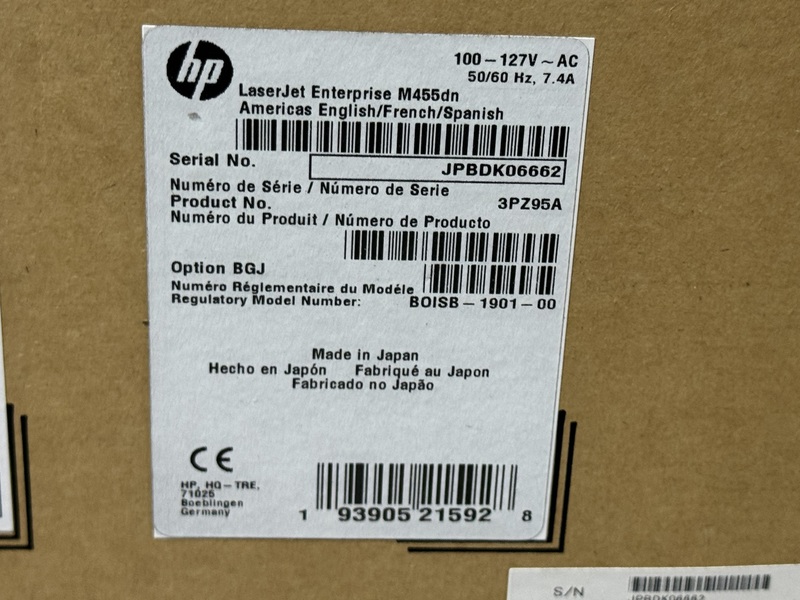 hp
100–127V~AC
50/60 Hz, 7.4A
LaserJet Enterprise M455dn
Americas English/French/Spanish
Serial No.
JPBDK06662
Numéro de Série / Número de Serie
Product No. 3PZ95A
Numéro du Produit / Número de Producto
Option BGJ
Numéro Réglementaire du Modéle
Regulatory Model Number: BOISB–1901–00
Made in Japan
Hecho en Japón Fabriqué au Japon
Fabricado no Japão
CE
HP, HQ–TRE,
71025
Boeblingen
Germany
1 93905 21592 8
S/N
JPBDK06662